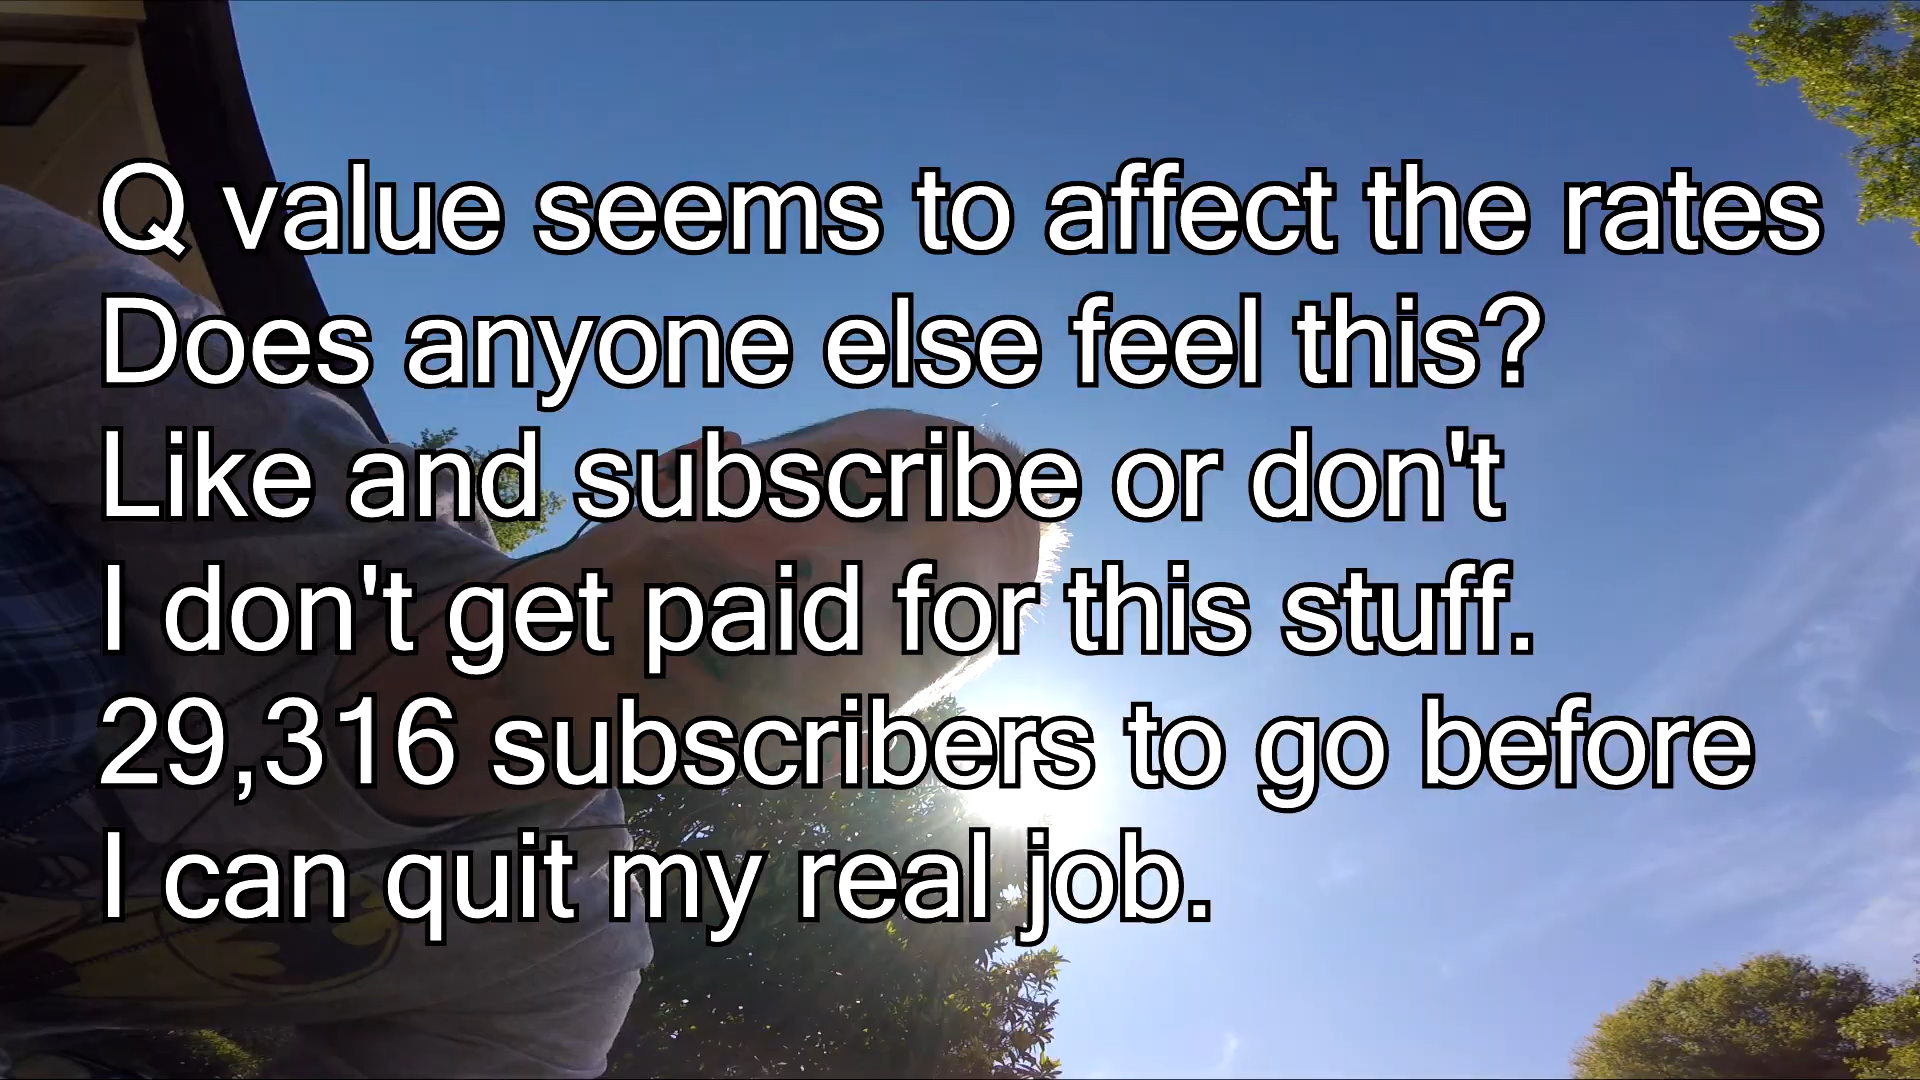 Q value seems to affect the rates
Does anyone else feel this?
Like and subscribe or don't
I don't get paid for this stuff.
29,316 subscribers to go before
I can quit my real job.